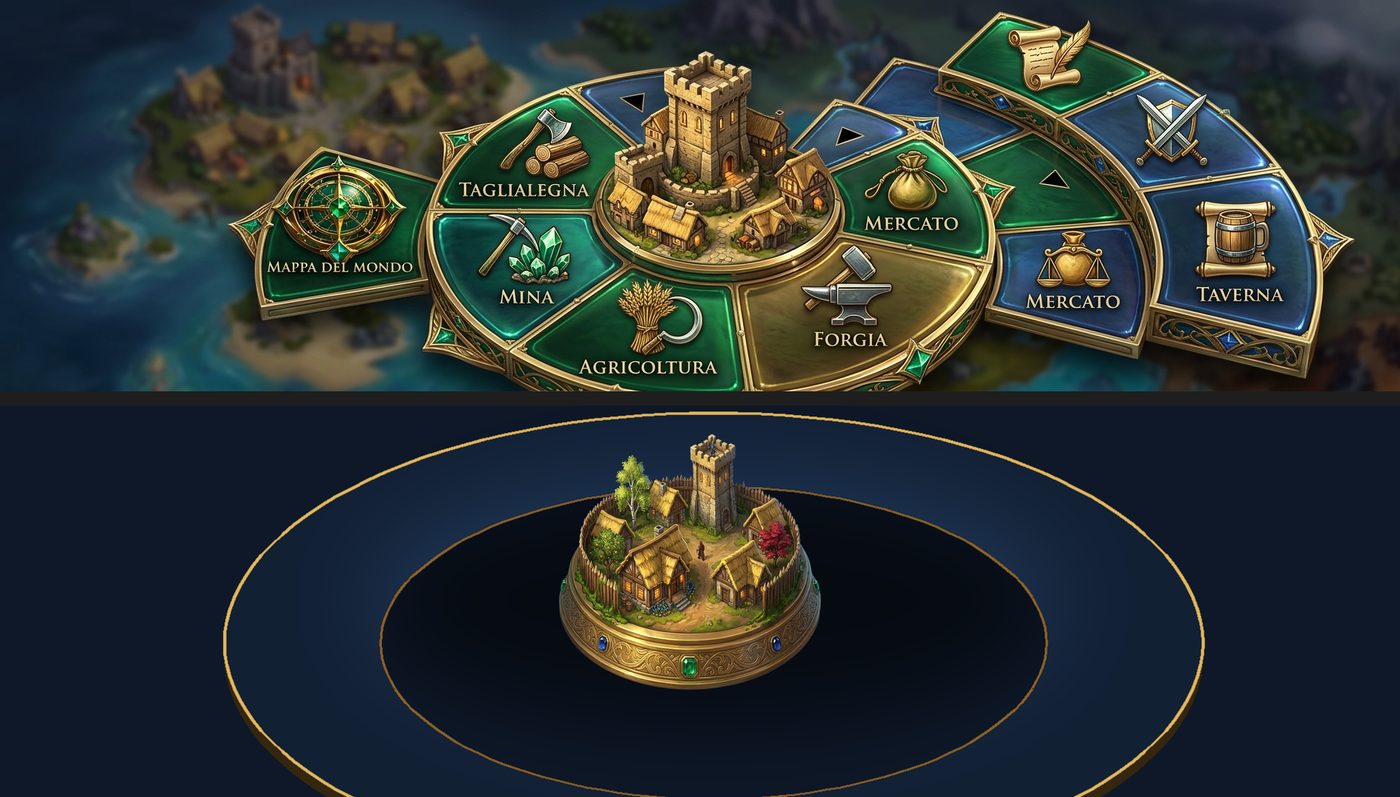 TAGLIALEGNA
MERCATO
MAPPA DEL MONDO
MINA
MERCATO
TAVERNA
FORGIA
AGRICOLTURA